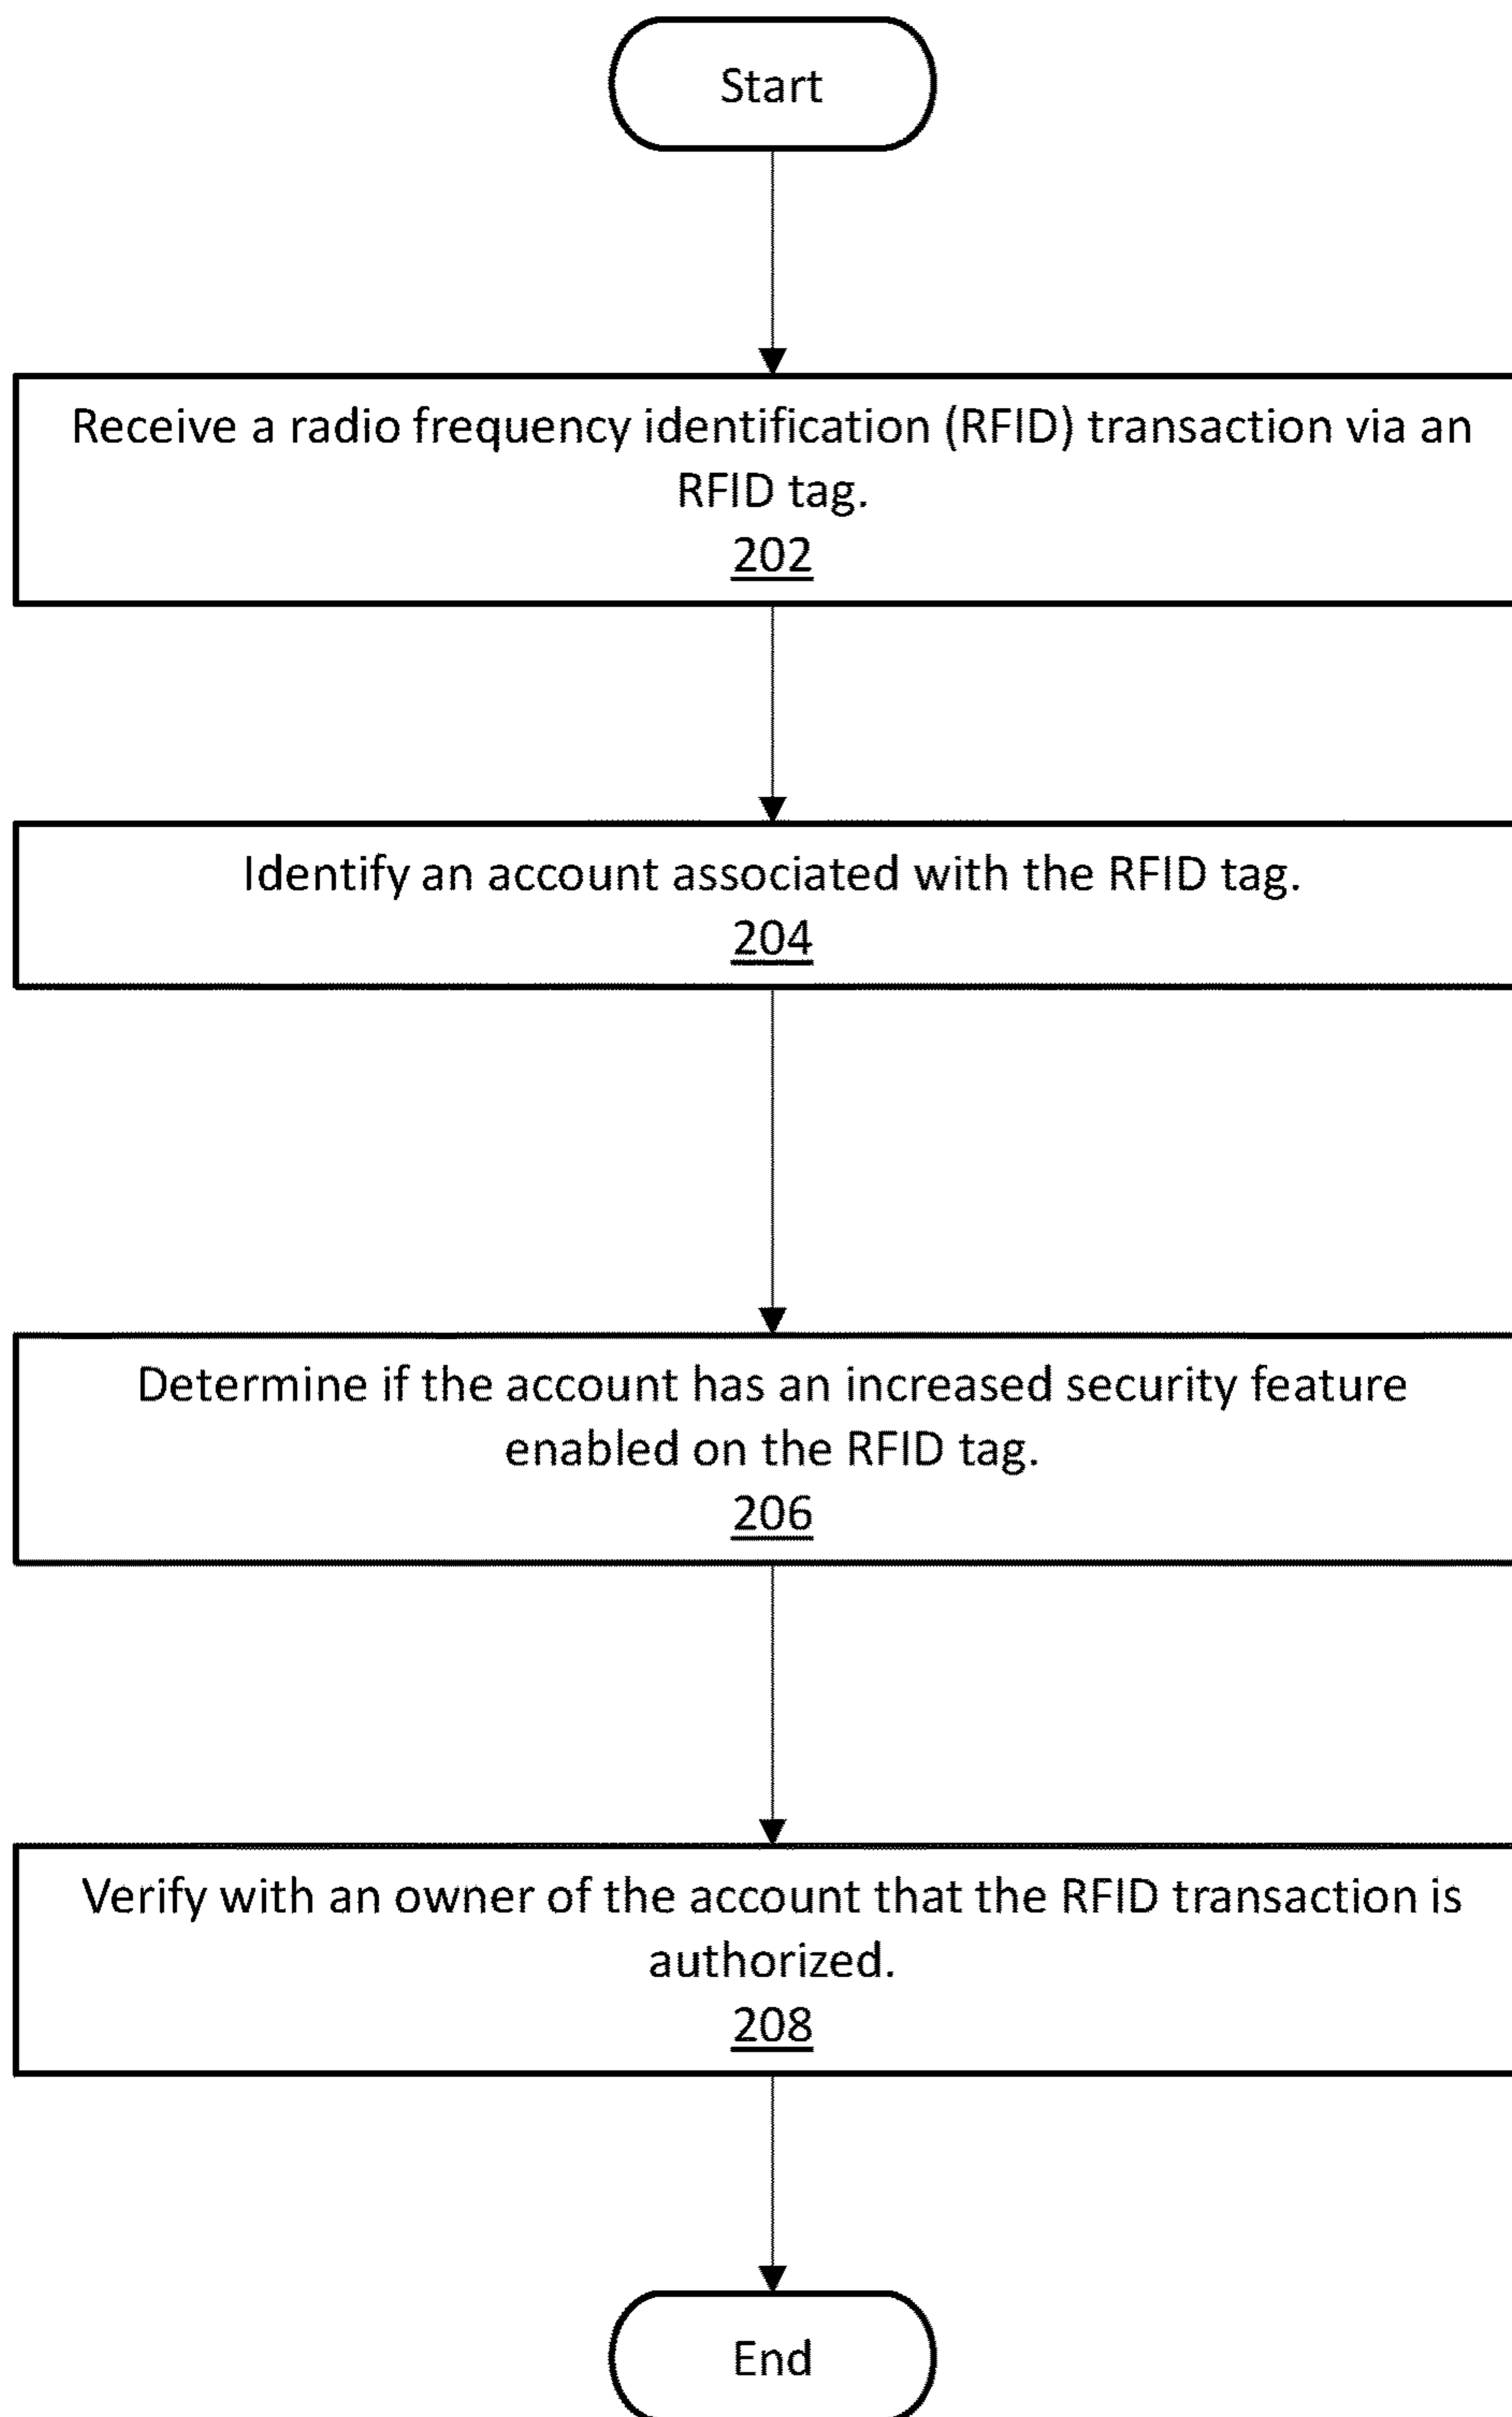 Start
Receive a radio frequency identification (RFID) transaction via an
RFID tag.
202
Identify an account associated with the RFID tag.
204
Determine if the account has an increased security feature
enabled on the RFID tag.
206
Verify with an owner of the account that the RFID transaction is
authorized.
208
End